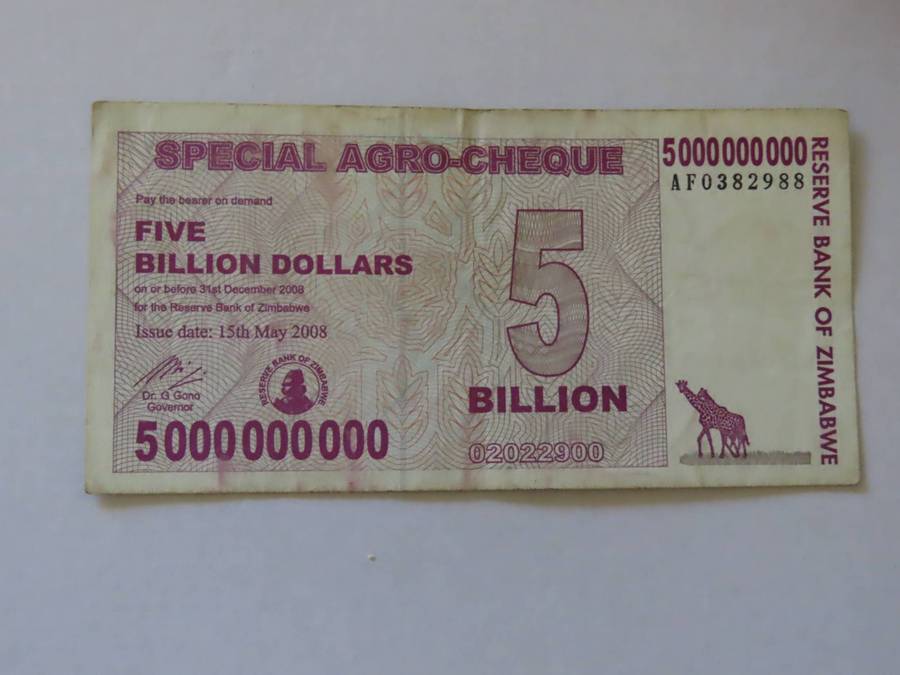 SPECIAL AGRO-CHEQUE
5000000000
AF0382988
Pay the bearer on demand
FIVE
BILLION DOLLARS
on or before 31st December 2008
for the Reserve Bank of Zimbabwe
Issue date: 15th May 2008
Dr. G Gono
Governor
RESERVE BANK OF ZIMBABWE
5000000000
5
BILLION
02022900
RESERVE BANK OF ZIMBABWE